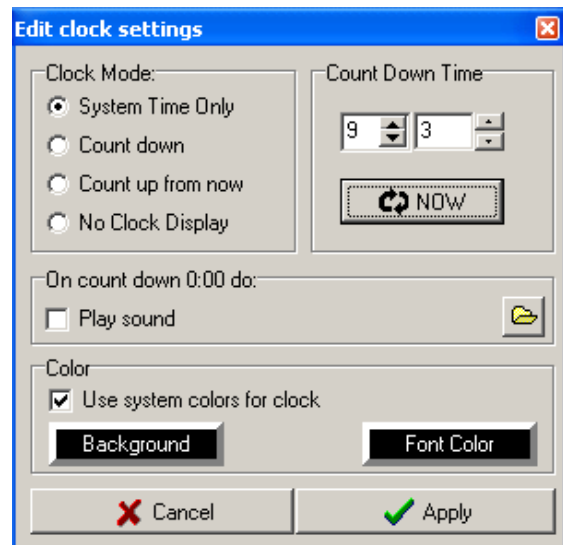 Edit clock settings
Clock Mode:
System Time Only
Count down
Count up from now
No Clock Display
Count Down Time
9 3
NOW
On count down 0:00 do:
Play sound
Color
Use system colors for clock
Background Font Color
Cancel Apply